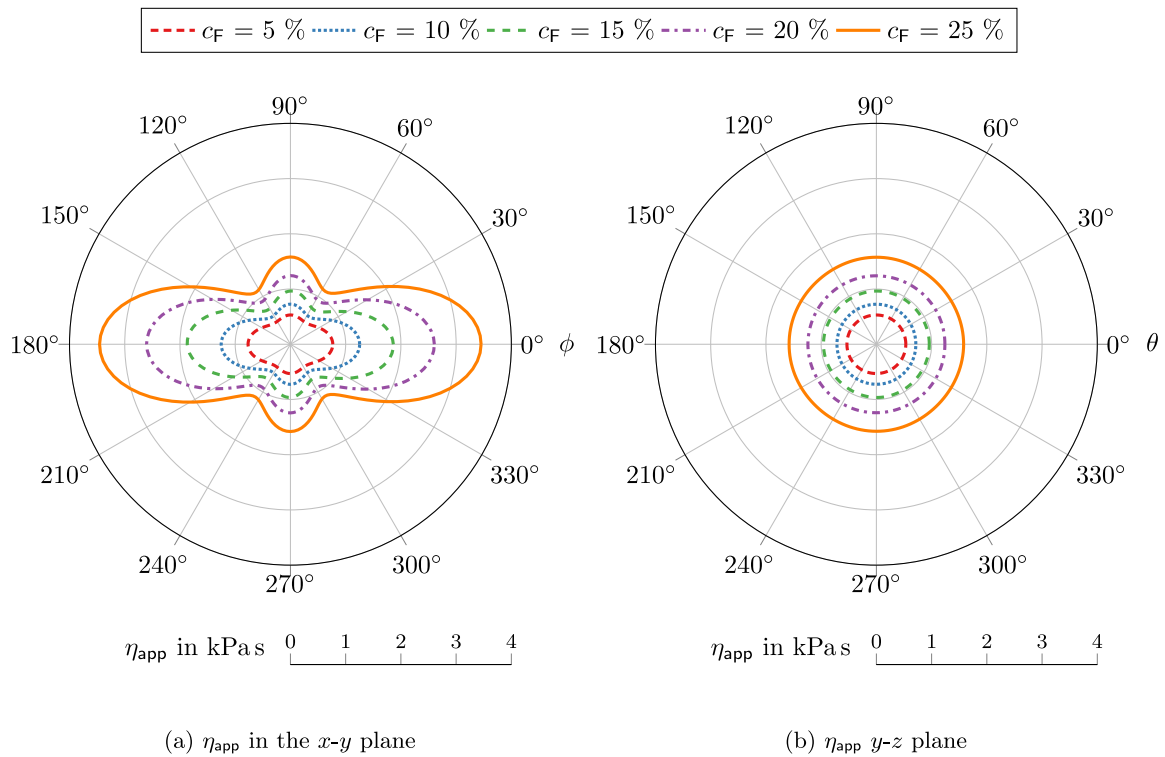 c_F = 5 % c_F = 10 % c_F = 15 % c_F = 20 % c_F = 25 %
90°
120° 60°
150° 30°
180° 0° ϕ
210° 330°
240° 300°
270°
η_app in kPa s 0 1 2 3 4
(a) η_app in the x-y plane
90°
120° 60°
150° 30°
180° 0° θ
210° 330°
240° 300°
270°
η_app in kPa s 0 1 2 3 4
(b) η_app y-z plane